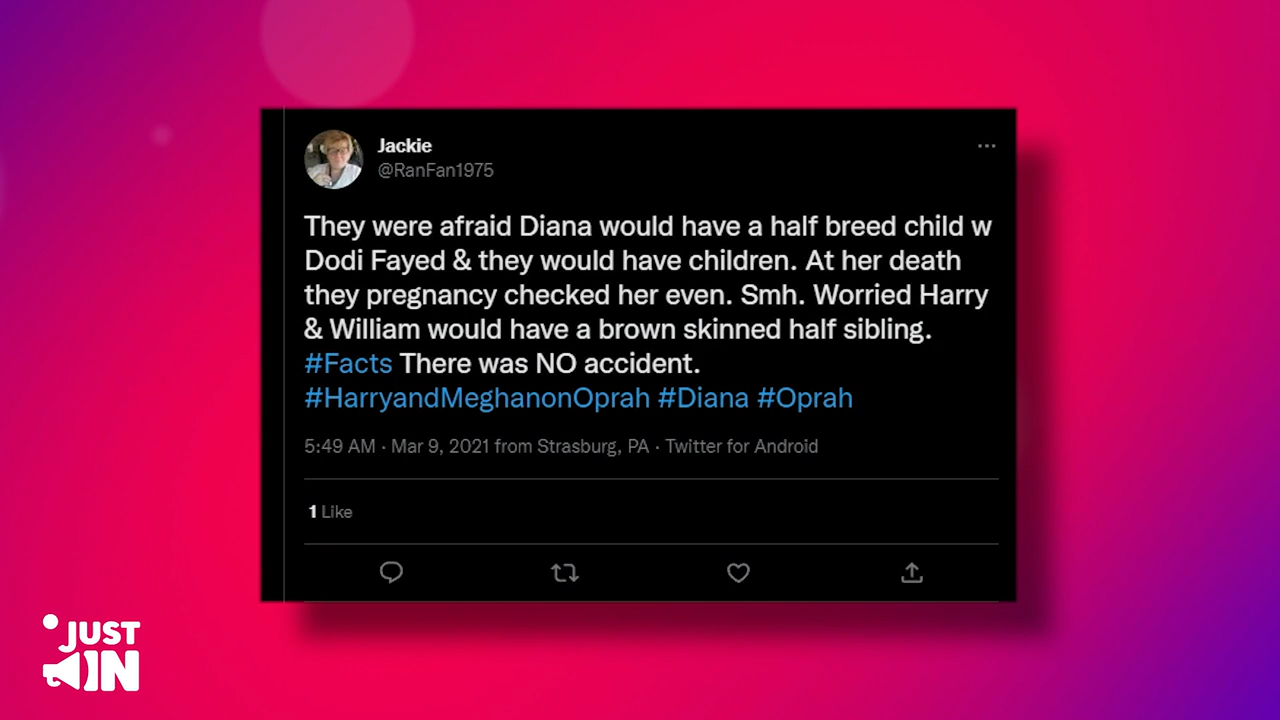 Jackie
@RanFan1975
They were afraid Diana would have a half breed child w
Dodi Fayed & they would have children. At her death
they pregnancy checked her even. Smh. Worried Harry
& William would have a brown skinned half sibling.
#Facts There was NO accident.
#HarryandMeghanonOprah #Diana #Oprah
5:49 AM · Mar 9, 2021 from Strasburg, PA · Twitter for Android
1 Like
JUST
IN